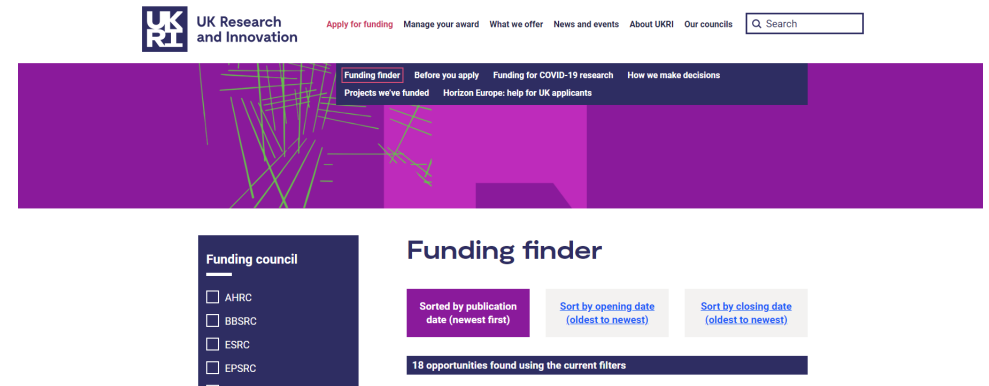 UK
RI
UK Research
and Innovation
Apply for funding Manage your award What we offer News and events About UKRI Our councils Search
Funding finder Before you apply Funding for COVID-19 research How we make decisions
Projects we've funded Horizon Europe: help for UK applicants
Funding council
AHRC
BBSRC
ESRC
EPSRC
Funding finder
Sorted by publication
date (newest first)
Sort by opening date
(oldest to newest)
Sort by closing date
(oldest to newest)
18 opportunities found using the current filters